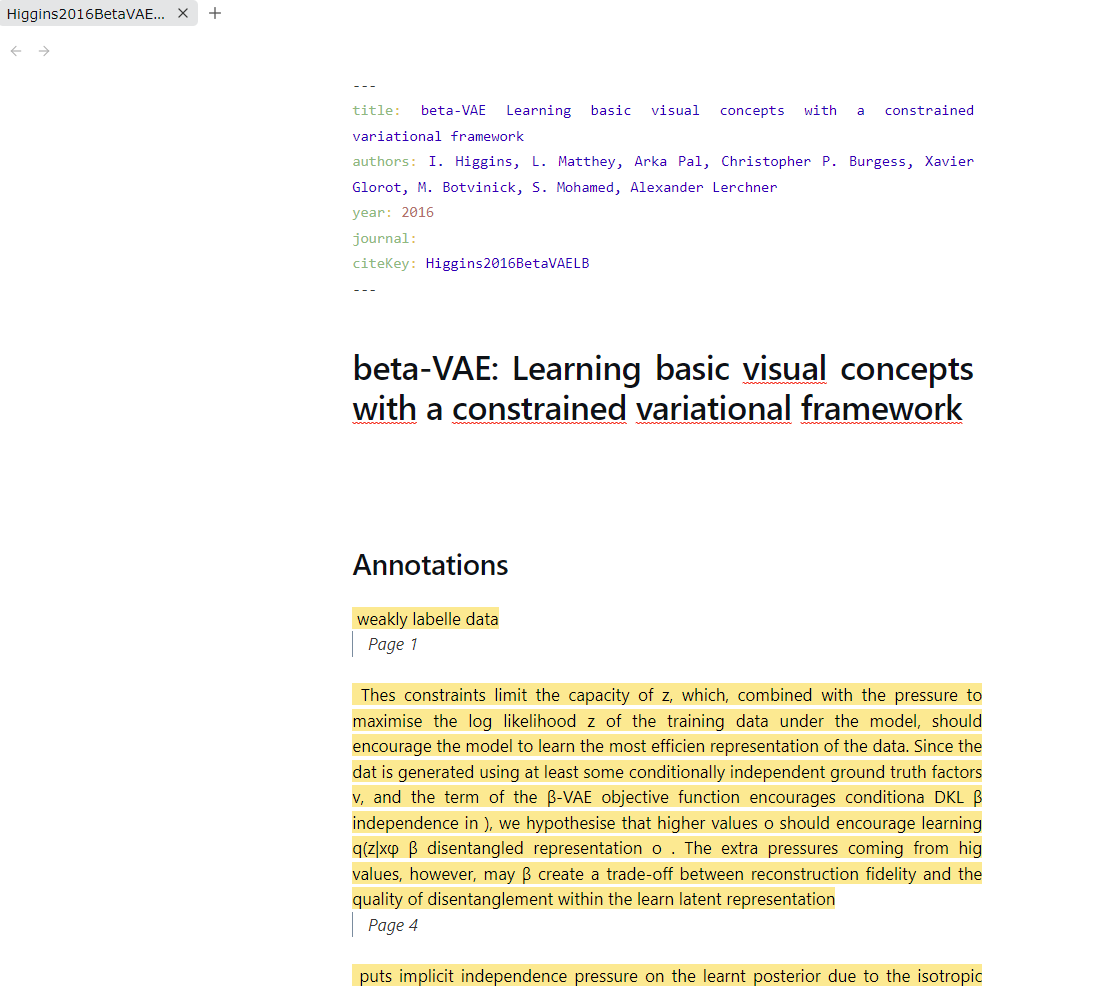 Higgins2016BetaVAE...
---
title: beta-VAE Learning basic visual concepts with a constrained
variational framework
authors: I. Higgins, L. Matthey, Arka Pal, Christopher P. Burgess, Xavier
Glorot, M. Botvinick, S. Mohamed, Alexander Lerchner
year: 2016
journal:
citeKey: Higgins2016BetaVAELB
---
beta-VAE: Learning basic visual concepts
with a constrained variational framework
Annotations
weakly labelle data
Page 1
Thes constraints limit the capacity of z, which, combined with the pressure to
maximise the log likelihood z of the training data under the model, should
encourage the model to learn the most efficien representation of the data. Since the
dat is generated using at least some conditionally independent ground truth factors
v, and the term of the β-VAE objective function encourages conditiona DKL β
independence in ), we hypothesise that higher values o should encourage learning
q(z|xφ β disentangled representation o . The extra pressures coming from hig
values, however, may β create a trade-off between reconstruction fidelity and the
quality of disentanglement within the learn latent representation
Page 4
puts implicit independence pressure on the learnt posterior due to the isotropic